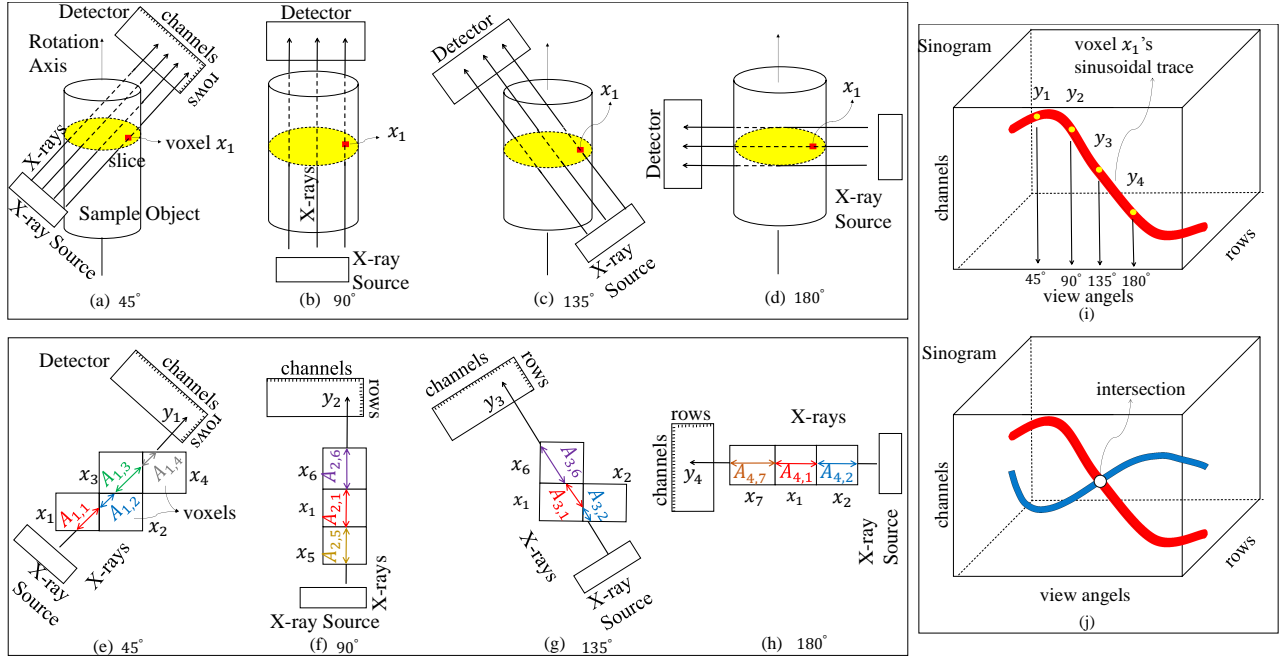 Detector
channels
rows
Rotation
Axis
X-rays
slice
voxel x₁
Sample Object
X-ray Source
(a) 45°
Detector
x₁
X-rays
X-ray
Source
(b) 90°
Detector
x₁
X-ray
Source
(c) 135°
Detector
x₁
X-ray
Source
(d) 180°
Sinogram
voxel x₁'s
sinusoidal trace
y₁
y₂
y₃
y₄
channels
rows
45° 90° 135° 180°
view angels
(i)
Detector
channels
rows
y₁
x₃
A₁,₃
A₁,₄
x₄
x₁
A₁,₁
A₁,₂
x₂
voxels
X-rays
X-ray
Source
(e) 45°
channels
rows
y₂
x₆
A₂,₆
x₁
A₂,₁
x₅
A₂,₅
X-rays
X-ray Source
(f) 90°
channels
rows
y₃
x₆
A₃,₆
x₂
x₁
A₃,₁
A₃,₂
X-rays
X-ray
Source
(g) 135°
rows
X-rays
channels
y₄
A₄,₇
A₄,₁
A₄,₂
x₇
x₁
x₂
X-ray
Source
(h) 180°
Sinogram
intersection
channels
rows
view angels
(j)